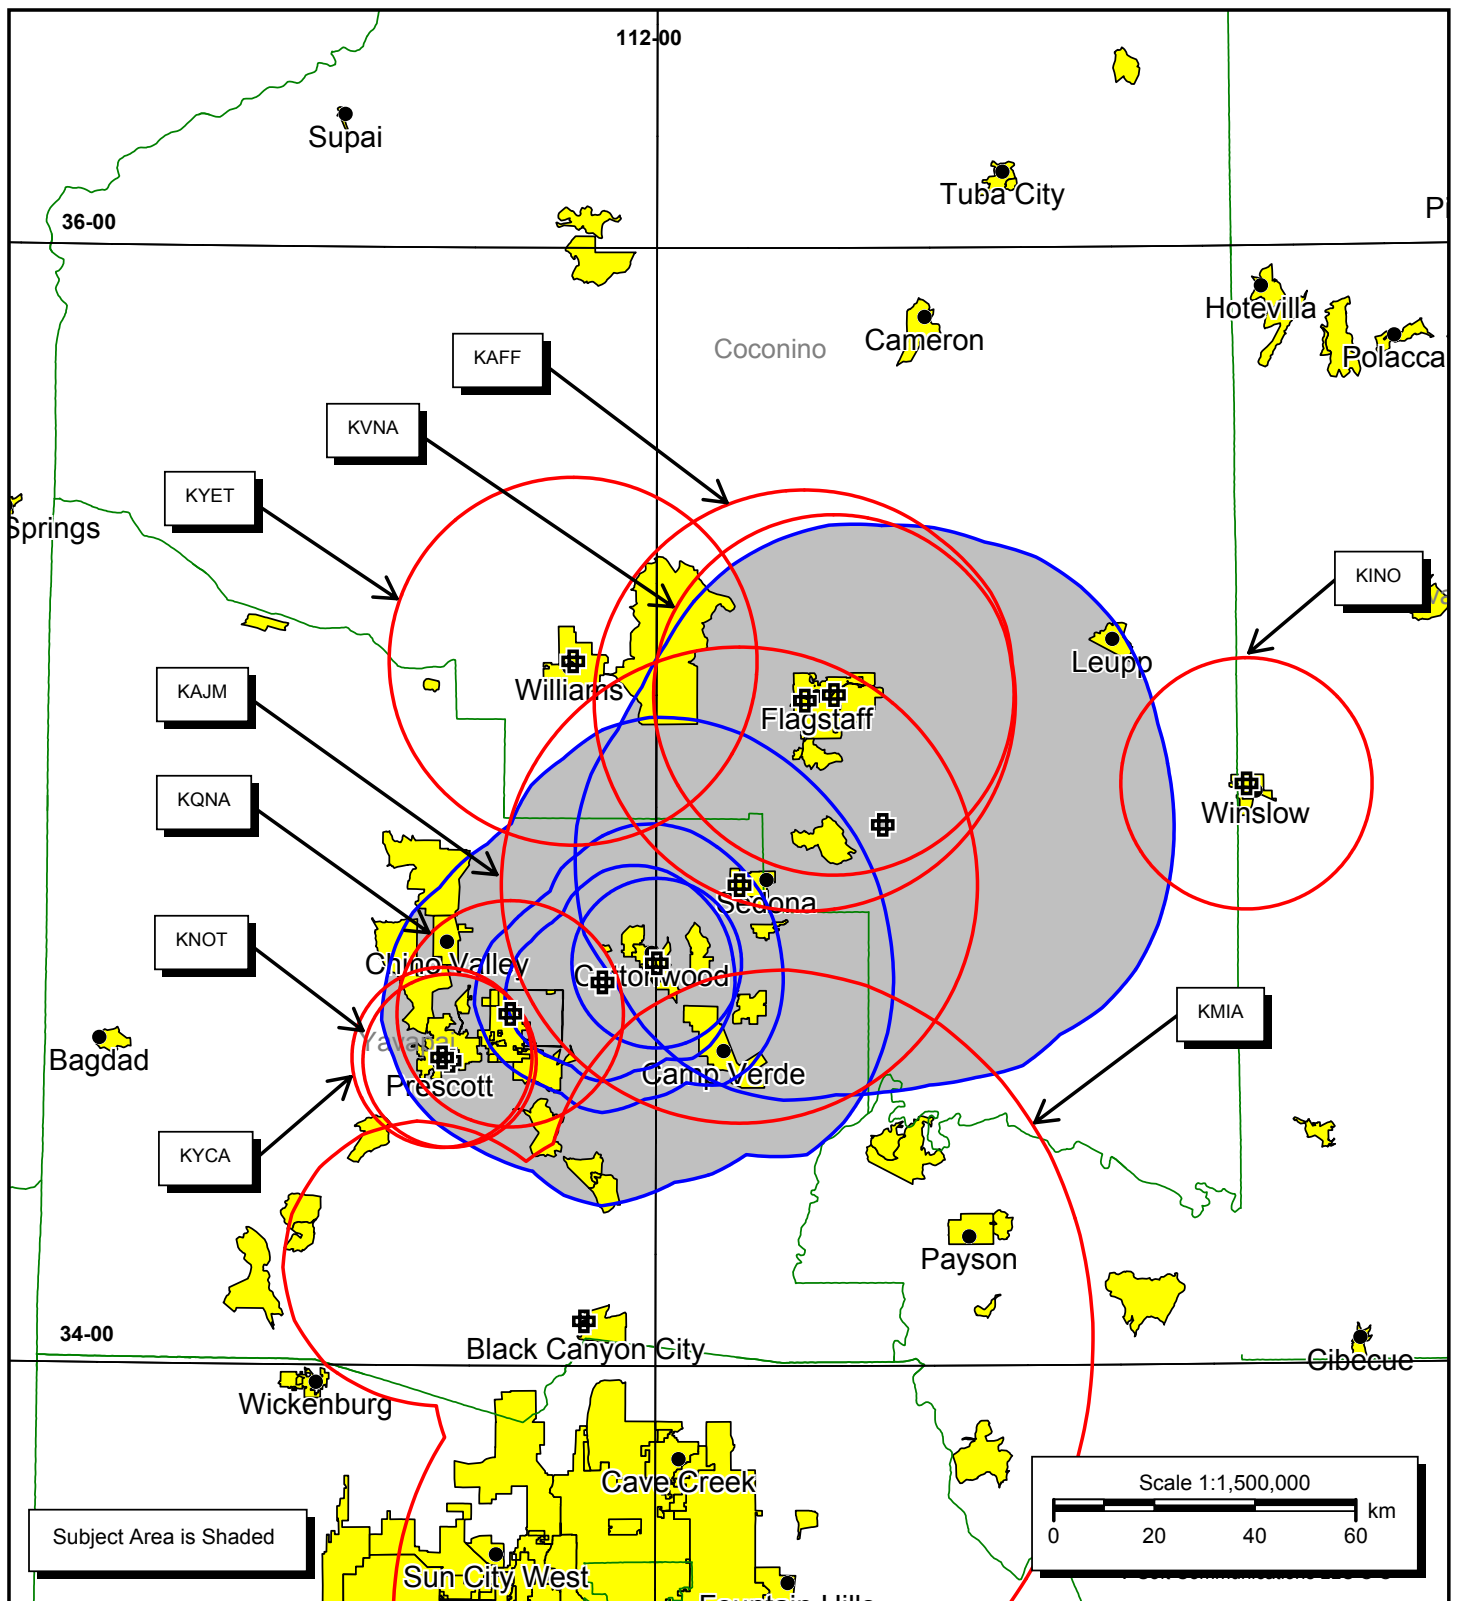 112-00
Supai
Tuba City
36-00
Hotevilla
Cameron
Coconino
KAFF
Polacca
KVNA
KYET
Springs
KINO
Leupp
KAJM
Williams
Flagstaff
KQNA
Winslow
Sedona
KNOT
Chino Valley
Cottonwood
KMIA
Yavapai
Bagdad
Prescott
Camp Verde
KYCA
Payson
34-00
Black Canyon City
Cibecue
Wickenburg
Cave Creek
Scale 1:1,500,000
km
0 20 40 60
Subject Area is Shaded
Sun City West
Fountain Hills